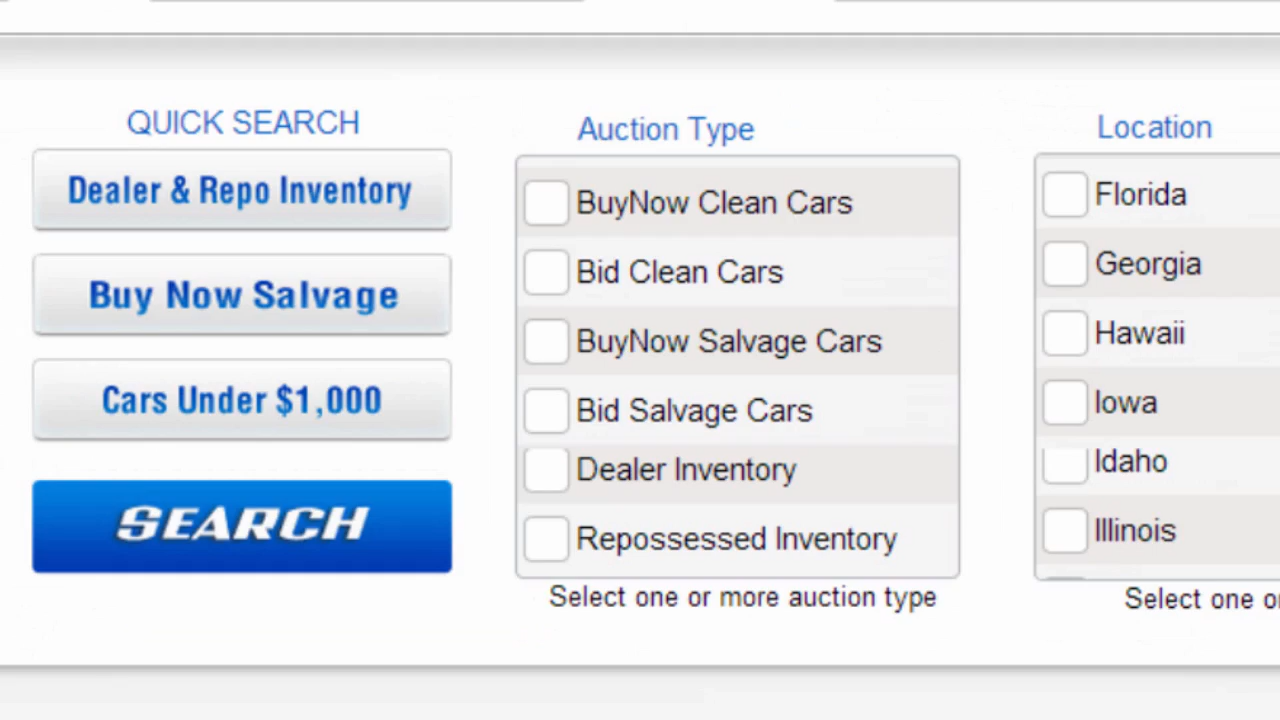 QUICK SEARCH
Dealer & Repo Inventory
Buy Now Salvage
Cars Under $1,000
SEARCH
Auction Type
BuyNow Clean Cars
Bid Clean Cars
BuyNow Salvage Cars
Bid Salvage Cars
Dealer Inventory
Repossessed Inventory
Select one or more auction type
Location
Florida
Georgia
Hawaii
Iowa
Idaho
Illinois
Select one